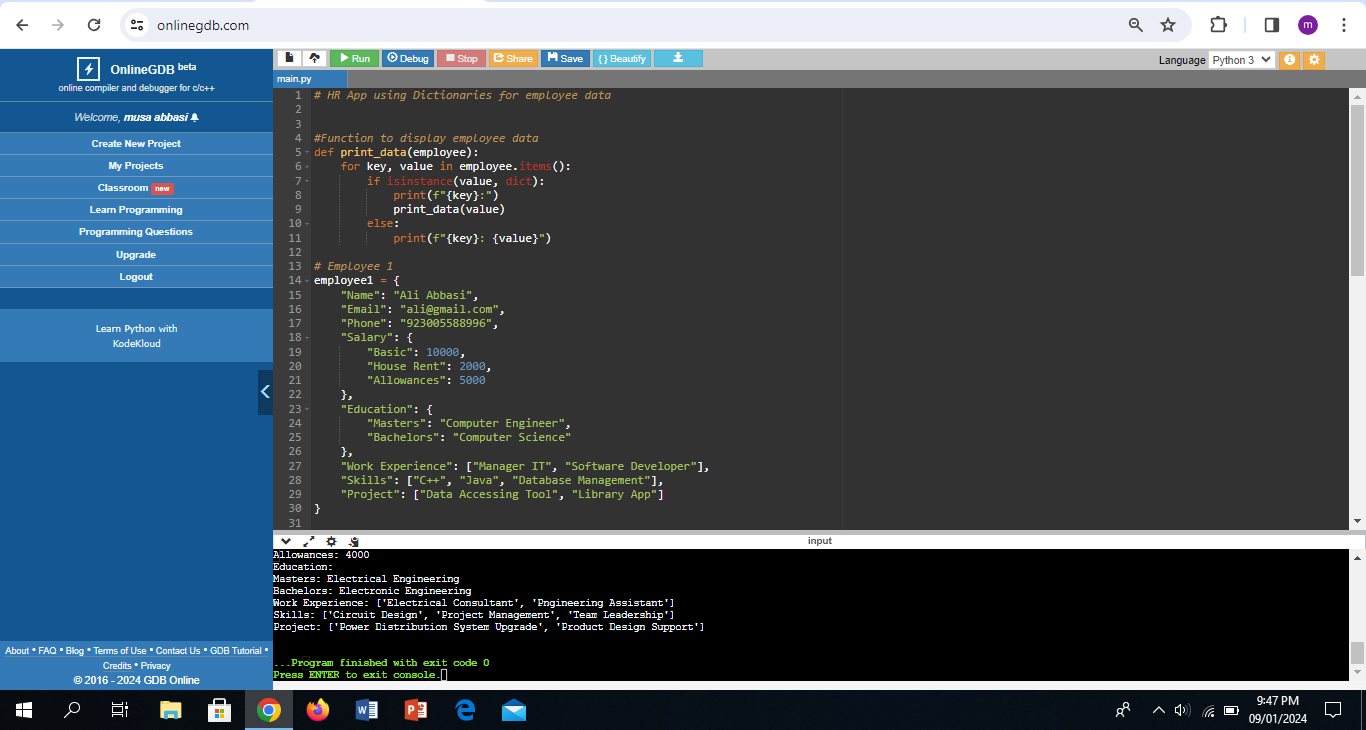 onlinegdb.com
m
OnlineGDB beta
online compiler and debugger for c/c++
Welcome, musa abbasi
Create New Project
My Projects
Classroom new
Learn Programming
Programming Questions
Upgrade
Logout
Learn Python with
KodeKloud
About • FAQ • Blog • Terms of Use • Contact Us • GDB Tutorial •
Credits • Privacy
© 2016 - 2024 GDB Online
Run Debug Stop Share Save { } Beautify
Language Python 3
main.py
1 # HR App using Dictionaries for employee data
2
3
4 #Function to display employee data
5 def print_data(employee):
6     for key, value in employee.items():
7         if isinstance(value, dict):
8             print(f"{key}:")
9             print_data(value)
10         else:
11             print(f"{key}: {value}")
12
13 # Employee 1
14 employee1 = {
15     "Name": "Ali Abbasi",
16     "Email": "ali@gmail.com",
17     "Phone": "923005588996",
18     "Salary": {
19         "Basic": 10000,
20         "House Rent": 2000,
21         "Allowances": 5000
22     },
23     "Education": {
24         "Masters": "Computer Engineer",
25         "Bachelors": "Computer Science"
26     },
27     "Work Experience": ["Manager IT", "Software Developer"],
28     "Skills": ["C++", "Java", "Database Management"],
29     "Project": ["Data Accessing Tool", "Library App"]
30 }
31
input
Allowances: 4000
Education:
Masters: Electrical Engineering
Bachelors: Electronic Engineering
Work Experience: ['Electrical Consultant', 'Pngineering Assistant']
Skills: ['Circuit Design', 'Project Management', 'Team Leadership']
Project: ['Power Distribution System Upgrade', 'Product Design Support']
...Program finished with exit code 0
Press ENTER to exit console.
9:47 PM
09/01/2024